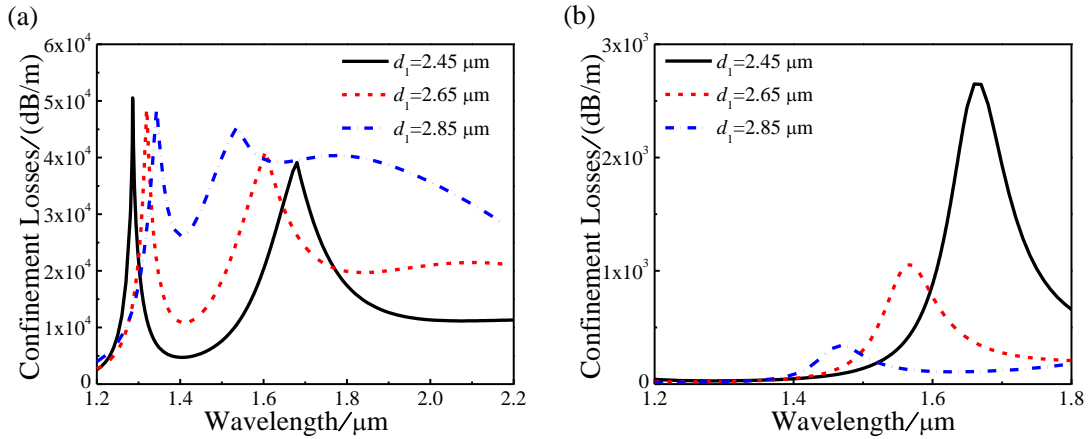 (a)
6x10⁴
5x10⁴
4x10⁴
3x10⁴
2x10⁴
1x10⁴
0
Confinement Losses/(dB/m)
d₁=2.45 μm
d₁=2.65 μm
d₁=2.85 μm
1.2 1.4 1.6 1.8 2.0 2.2
Wavelength/μm
(b)
3x10³
2x10³
1x10³
0
Confinement Losses/(dB/m)
d₁=2.45 μm
d₁=2.65 μm
d₁=2.85 μm
1.2 1.4 1.6 1.8
Wavelength/μm